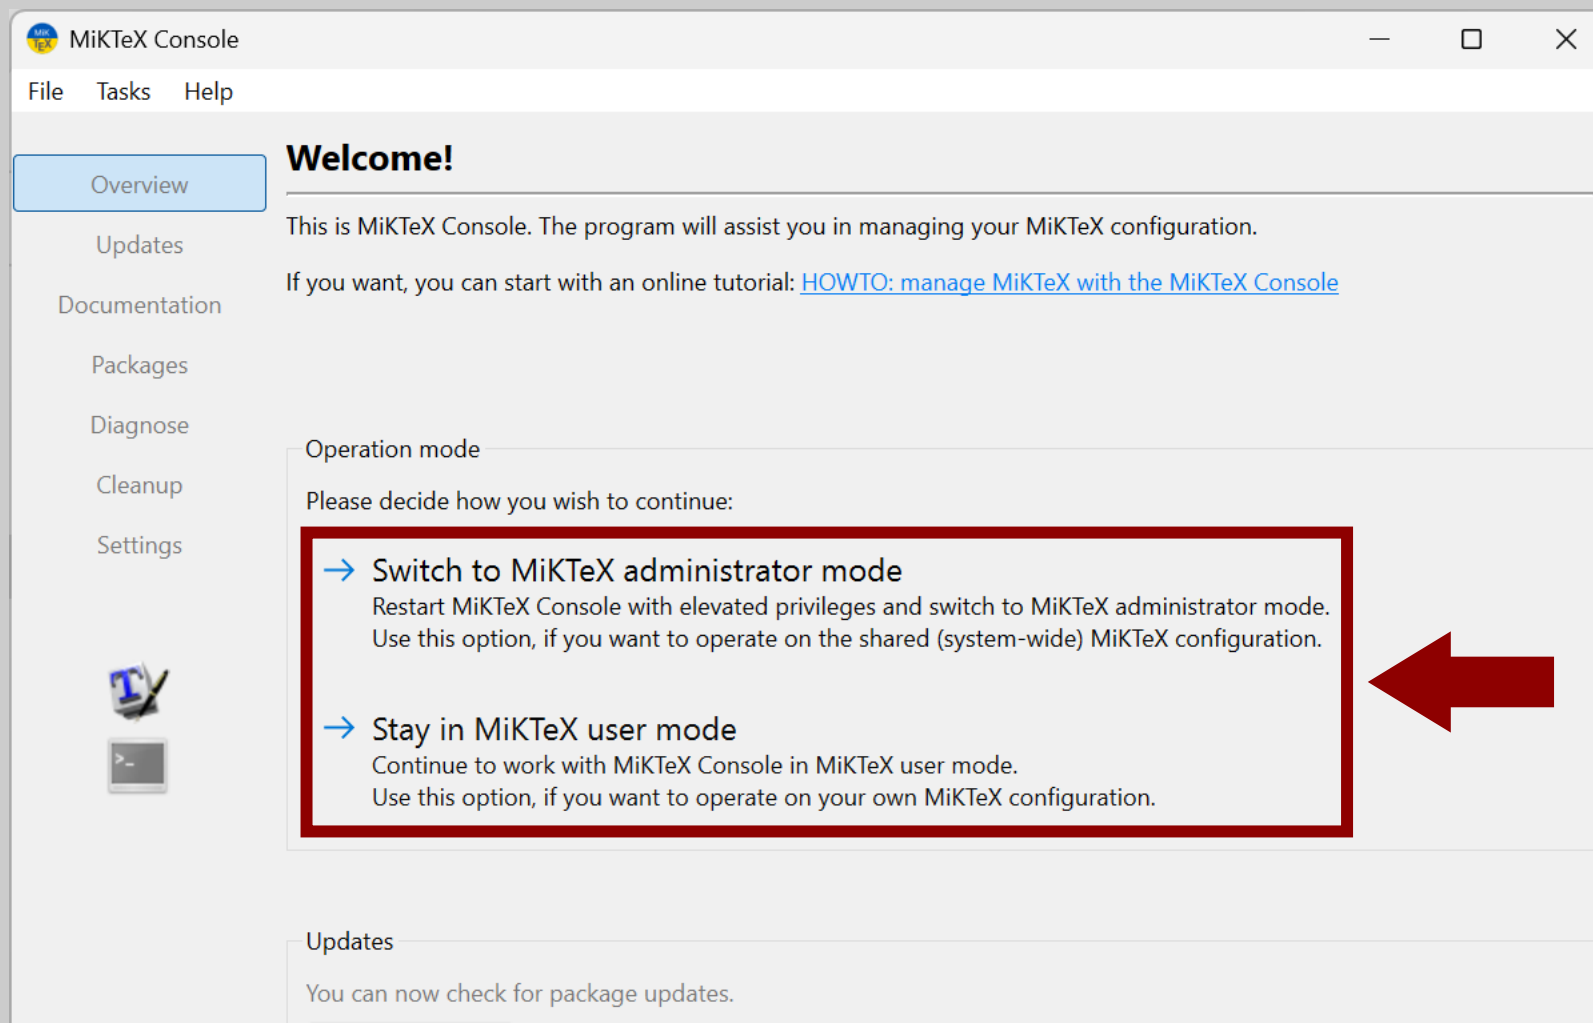 MiKTeX Console
File Tasks Help
Overview
Updates
Documentation
Packages
Diagnose
Cleanup
Settings
Welcome!
This is MiKTeX Console. The program will assist you in managing your MiKTeX configuration.
If you want, you can start with an online tutorial: HOWTO: manage MiKTeX with the MiKTeX Console
Operation mode
Please decide how you wish to continue:
Switch to MiKTeX administrator mode
Restart MiKTeX Console with elevated privileges and switch to MiKTeX administrator mode.
Use this option, if you want to operate on the shared (system-wide) MiKTeX configuration.
Stay in MiKTeX user mode
Continue to work with MiKTeX Console in MiKTeX user mode.
Use this option, if you want to operate on your own MiKTeX configuration.
Updates
You can now check for package updates.